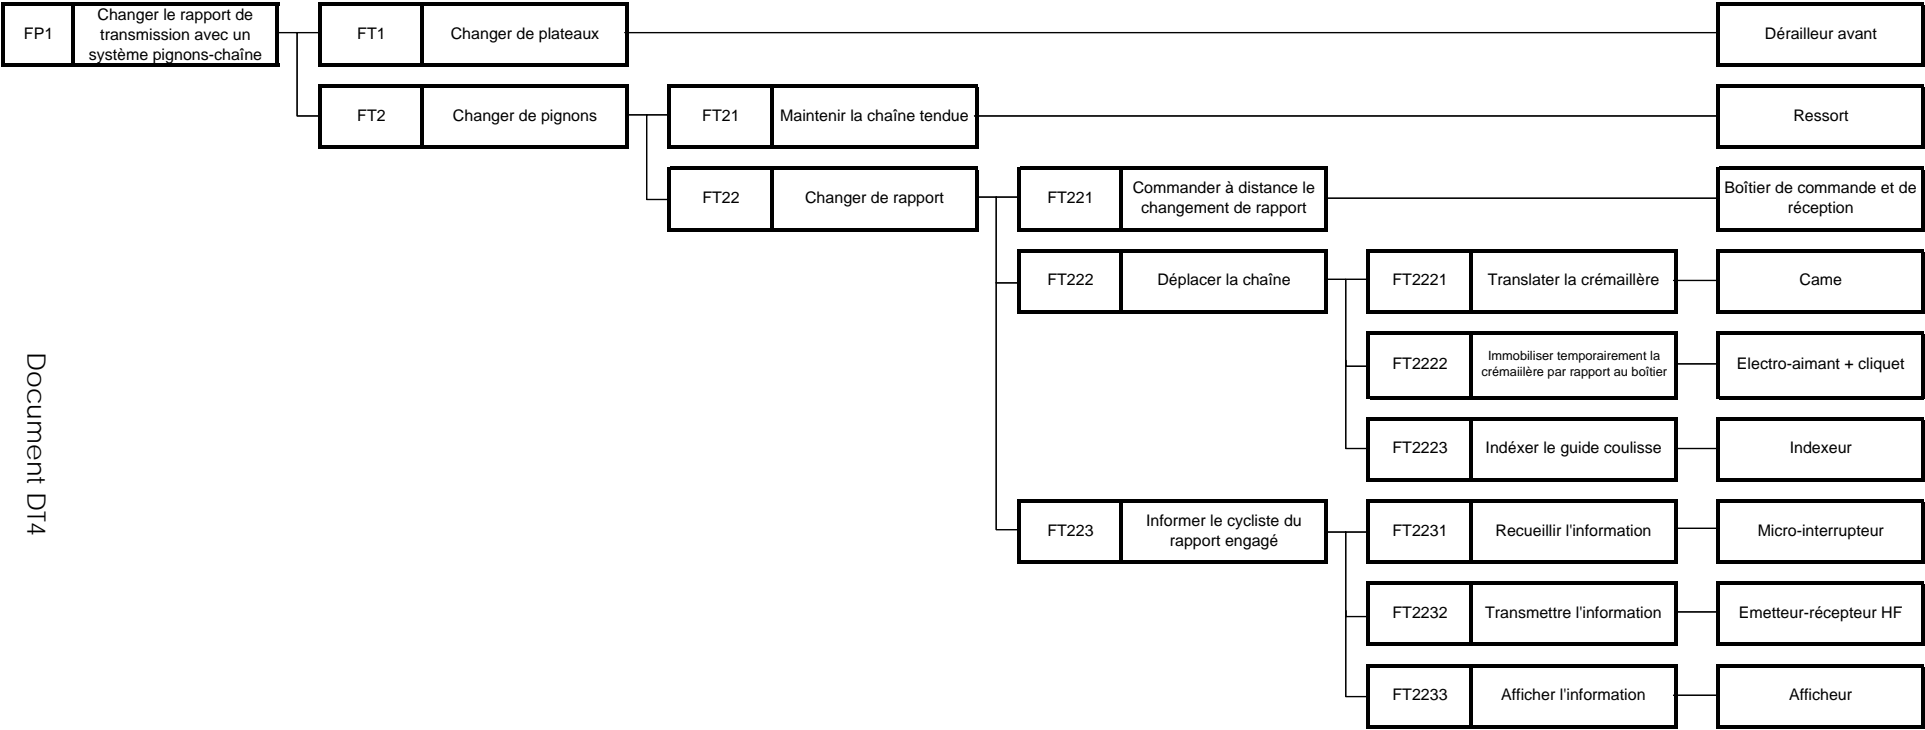 FP1
Changer le rapport de
transmission avec un
système pignons-chaîne
FT1
Changer de plateaux
Dérailleur avant
FT2
Changer de pignons
FT21
Maintenir la chaîne tendue
Ressort
FT22
Changer de rapport
FT221
Commander à distance le
changement de rapport
Boîtier de commande et de
réception
FT222
Déplacer la chaîne
FT2221
Translater la crémaillère
Came
FT2222
Immobiliser temporairement la
crémaiilère par rapport au boîtier
Electro-aimant + cliquet
FT2223
Indéxer le guide coulisse
Indexeur
FT223
Informer le cycliste du
rapport engagé
FT2231
Recueillir l'information
Micro-interrupteur
FT2232
Transmettre l'information
Emetteur-récepteur HF
FT2233
Afficher l'information
Afficheur
Document DT4